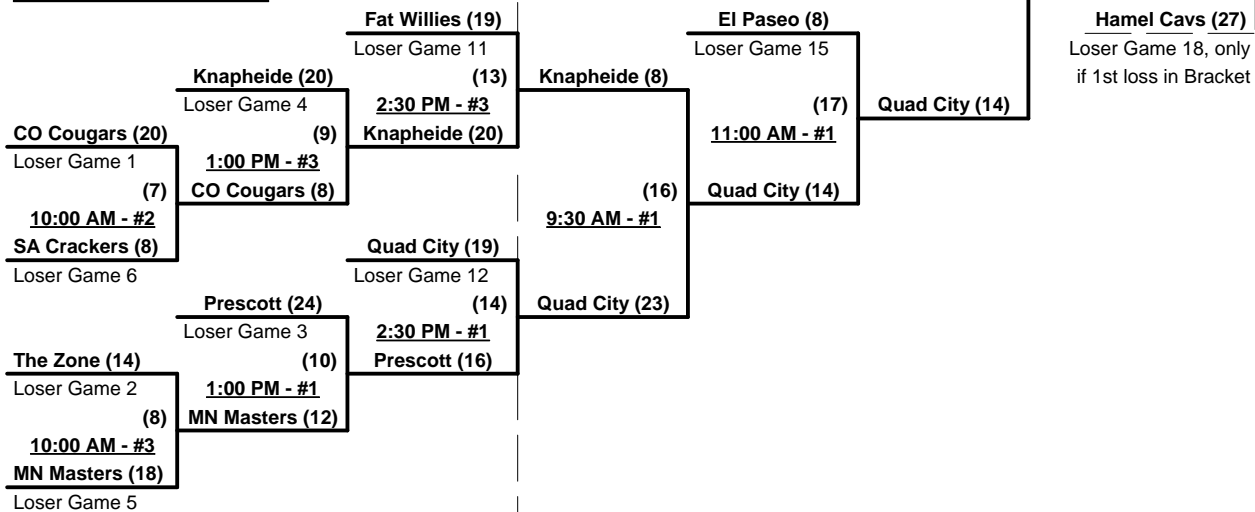 Fat Willies (19)
Loser Game 11
(13)
2:30 PM - #3
Knapheide (20)
Knapheide (20)
Loser Game 4
(9)
1:00 PM - #3
CO Cougars (8)
CO Cougars (20)
Loser Game 1
(7)
10:00 AM - #2
SA Crackers (8)
Loser Game 6
Quad City (19)
Loser Game 12
(14)
2:30 PM - #1
Prescott (16)
Prescott (24)
Loser Game 3
(10)
1:00 PM - #1
MN Masters (12)
The Zone (14)
Loser Game 2
(8)
10:00 AM - #3
MN Masters (18)
Loser Game 5
Knapheide (8)
(16)
9:30 AM - #1
Quad City (23)
El Paseo (8)
Loser Game 15
(17)
11:00 AM - #1
Quad City (14)
Quad City (14)
Hamel Cavs (27)
Loser Game 18, only
if 1st loss in Bracket